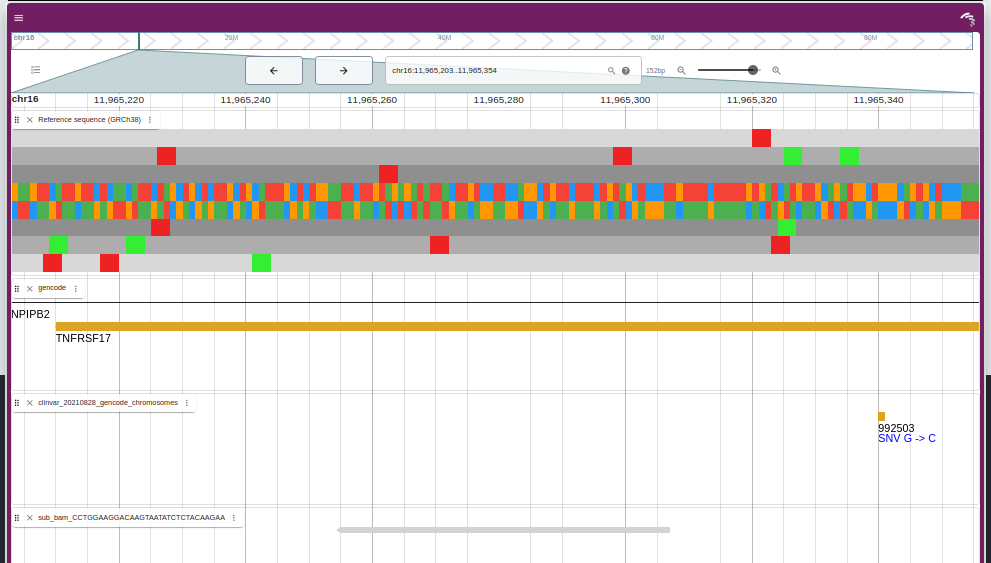 chr16 20M 40M 60M 80M
chr16:11,965,203..11,965,354 152bp
chr16 11,965,220 11,965,240 11,965,260 11,965,280 11,965,300 11,965,320 11,965,340
Reference sequence (GRCh38)
gencode
NPIPB2
TNFRSF17
clinvar_20210828_gencode_chromosomes
992503
SNV G -> C
sub_bam_CCTGGAAGGACAAGTAATATCTCTACAAGAA